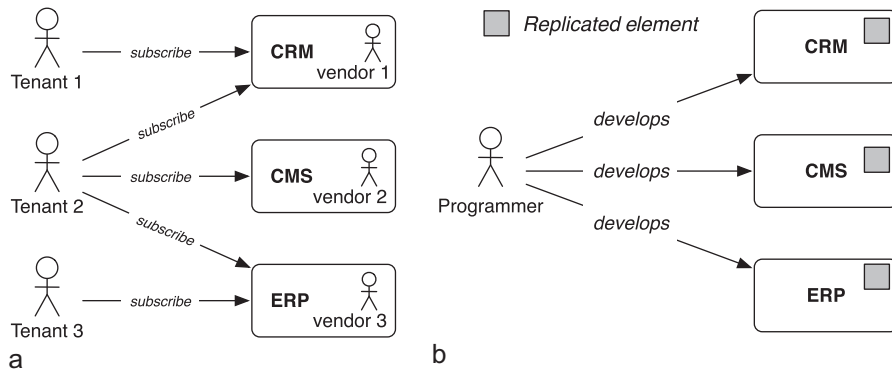 Tenant 1
subscribe
CRM
vendor 1
subscribe
Tenant 2
subscribe
CMS
vendor 2
subscribe
Tenant 3
subscribe
ERP
vendor 3
a
Replicated element
CRM
develops
Programmer
develops
CMS
develops
ERP
b